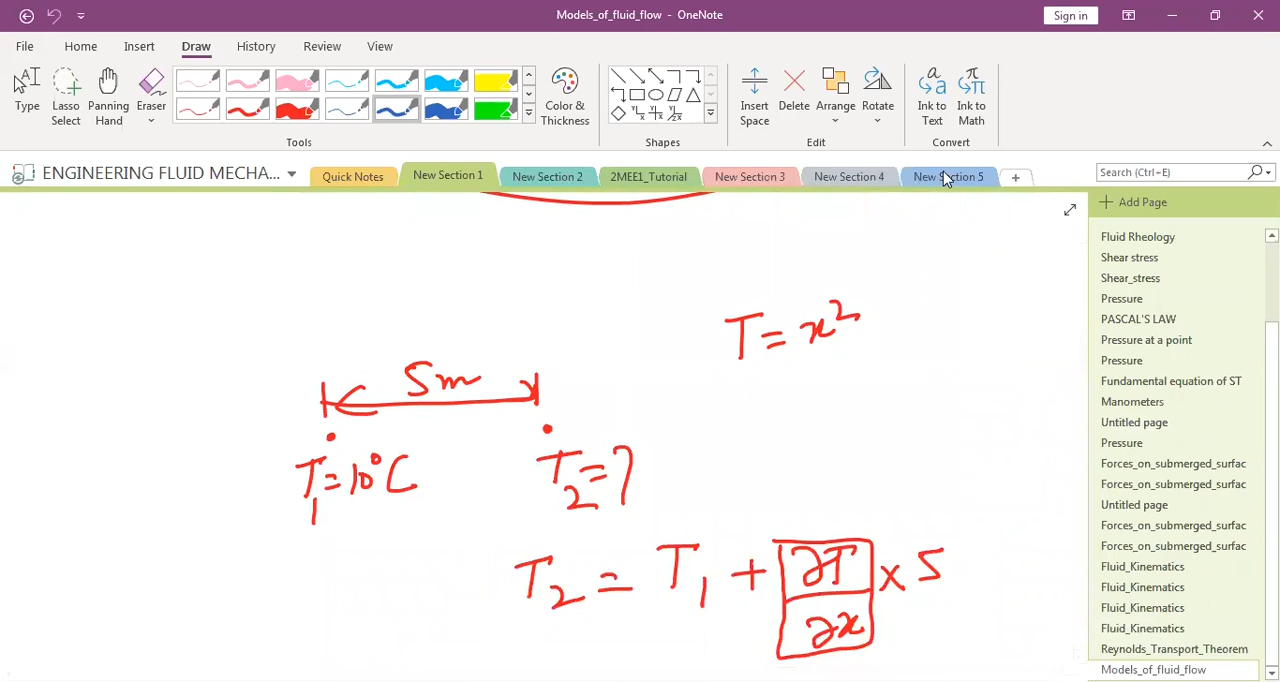 Models_of_fluid_flow - OneNote
Sign in
File Home Insert Draw History Review View
Type
Lasso Select
Panning Hand
Eraser
Color & Thickness
Insert Space
Delete
Arrange
Rotate
Ink to Text
Ink to Math
Tools
Shapes
Edit
Convert
ENGINEERING FLUID MECHA...
Quick Notes
New Section 1
New Section 2
2MEE1_Tutorial
New Section 3
New Section 4
New Section 5
Search (Ctrl+E)
Add Page
Fluid Rheology
Shear stress
Shear_stress
Pressure
PASCAL'S LAW
Pressure at a point
Pressure
Fundamental equation of ST
Manometers
Untitled page
Pressure
Forces_on_submerged_surfac
Forces_on_submerged_surfac
Untitled page
Forces_on_submerged_surfac
Forces_on_submerged_surfac
Fluid_Kinematics
Fluid_Kinematics
Fluid_Kinematics
Fluid_Kinematics
Reynolds_Transport_Theorem
Models_of_fluid_flow
T = x²
5m
T₁ = 10°C
T₂ = ?
T₂ = T₁ + ∂T/∂x × 5